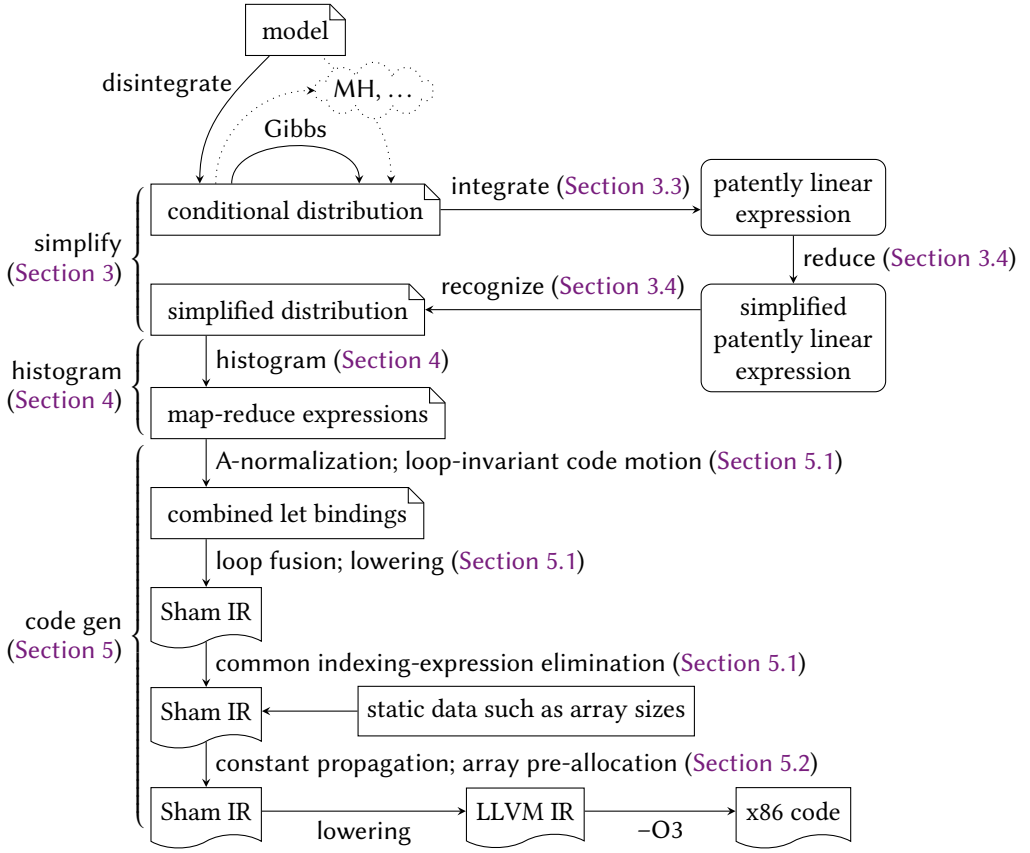 model
disintegrate
MH, …
Gibbs
integrate (Section 3.3)
patently linear
expression
conditional distribution
simplify
(Section 3)
reduce (Section 3.4)
recognize (Section 3.4)
simplified distribution
simplified
patently linear
expression
histogram
(Section 4)
histogram (Section 4)
map-reduce expressions
A-normalization; loop-invariant code motion (Section 5.1)
combined let bindings
loop fusion; lowering (Section 5.1)
Sham IR
code gen
(Section 5)
common indexing-expression elimination (Section 5.1)
Sham IR
static data such as array sizes
constant propagation; array pre-allocation (Section 5.2)
Sham IR
lowering
LLVM IR
–O3
x86 code